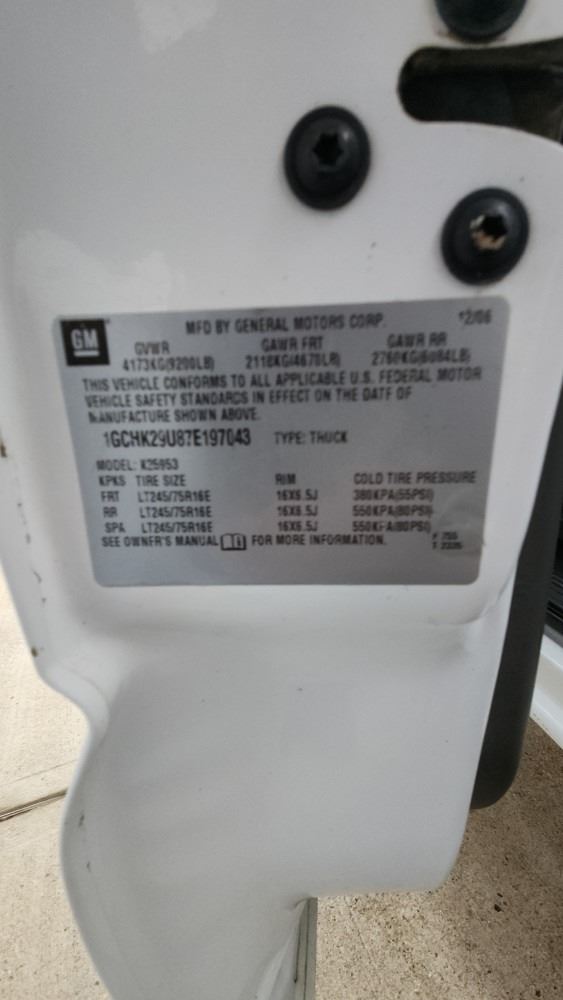 GM
MFD BY GENERAL MOTORS CORP. 12/06
GVWR GAWR FRT GAWR RR
4173KG(9200LB) 2118KG(4670LB) 2760KG(6084LB)
THIS VEHICLE CONFORMS TO ALL APPLICABLE U.S. FEDERAL MOTOR
VEHICLE SAFETY STANDARDS IN EFFECT ON THE DATE OF
MANUFACTURE SHOWN ABOVE.
1GCHK29U87E197043 TYPE: TRUCK
MODEL: K25953
KPKS TIRE SIZE RIM COLD TIRE PRESSURE
FRT LT245/75R16E 16X6.5J 380KPA(55PSI)
RR LT245/75R16E 16X6.5J 550KPA(80PSI)
SPA LT245/75R16E 16X6.5J 550KPA(80PSI)
SEE OWNER'S MANUAL FOR MORE INFORMATION.